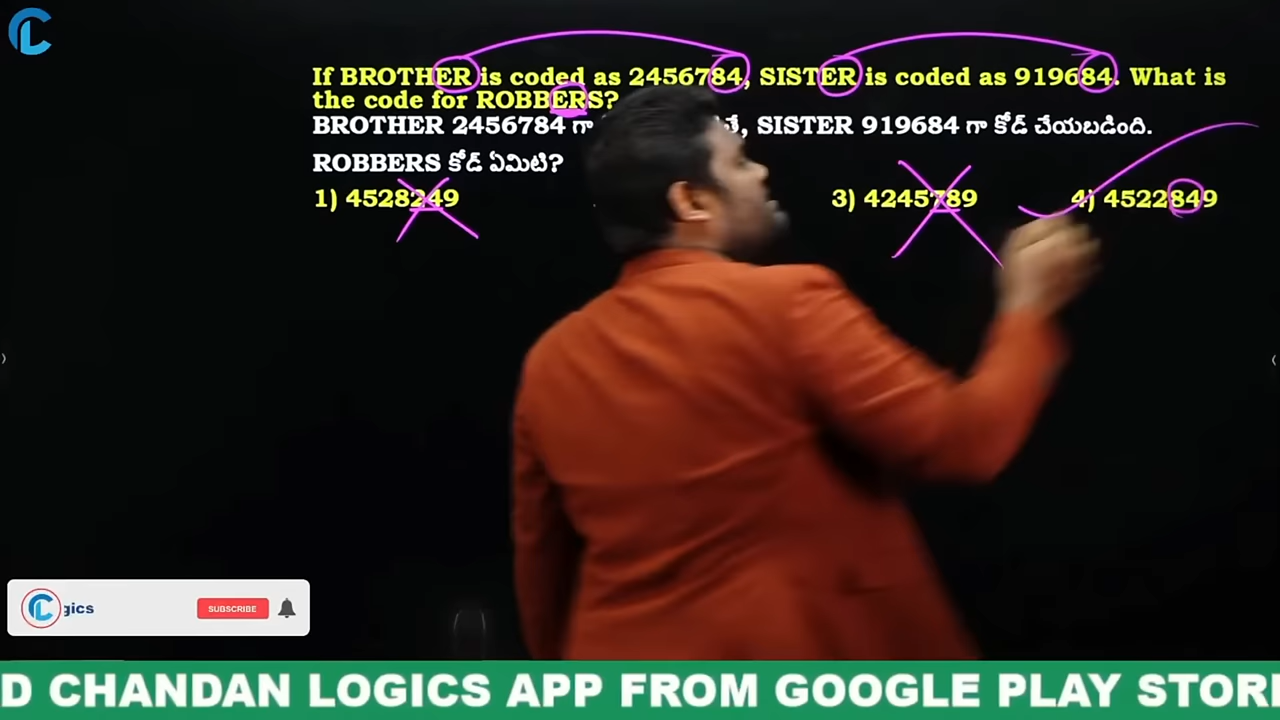 If BROTHER is coded as 2456784, SISTER is coded as 919684. What is
the code for ROBBERS?
BROTHER 2456784 గా SISTER 919684 గా కోడ్ చేయబడింది.
ROBBERS కోడ్ ఏమిటి?
1) 4528249 3) 4245789 4) 4522849
gics
SUBSCRIBE
D CHANDAN LOGICS APP FROM GOOGLE PLAY STOR